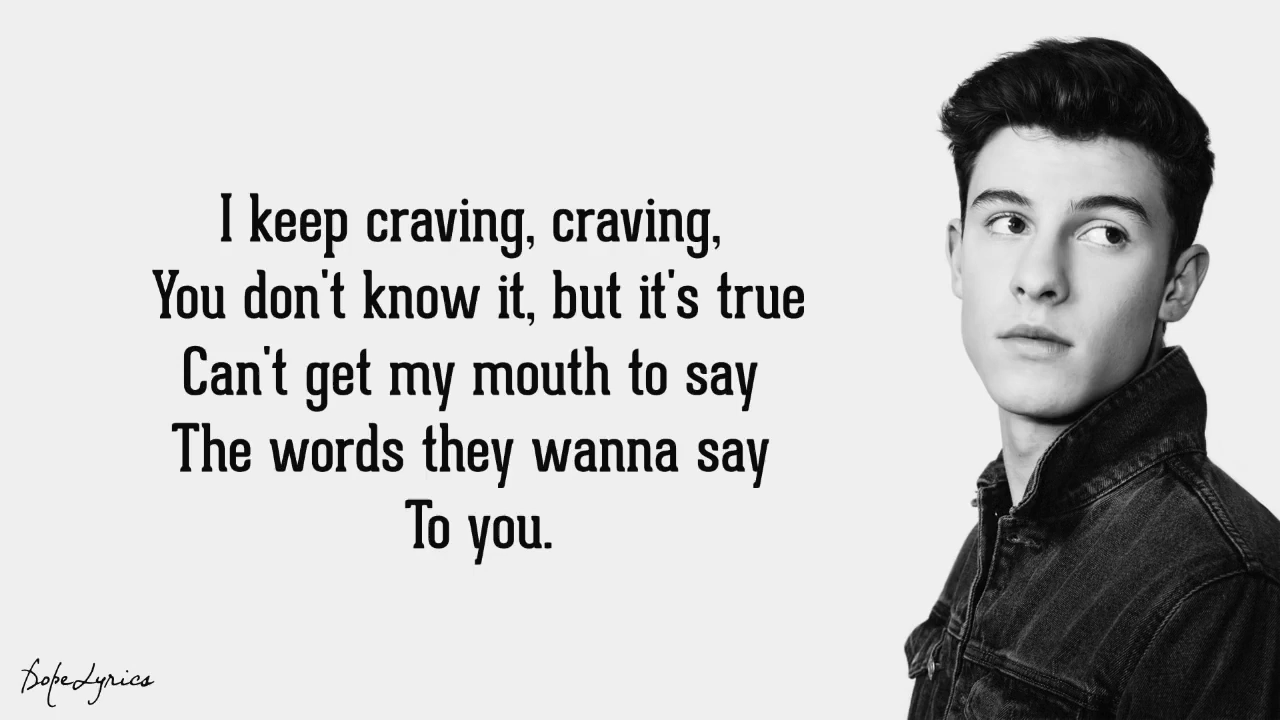 I keep craving, craving,
You don't know it, but it's true
Can't get my mouth to say
The words they wanna say
To you.
DopeLyrics